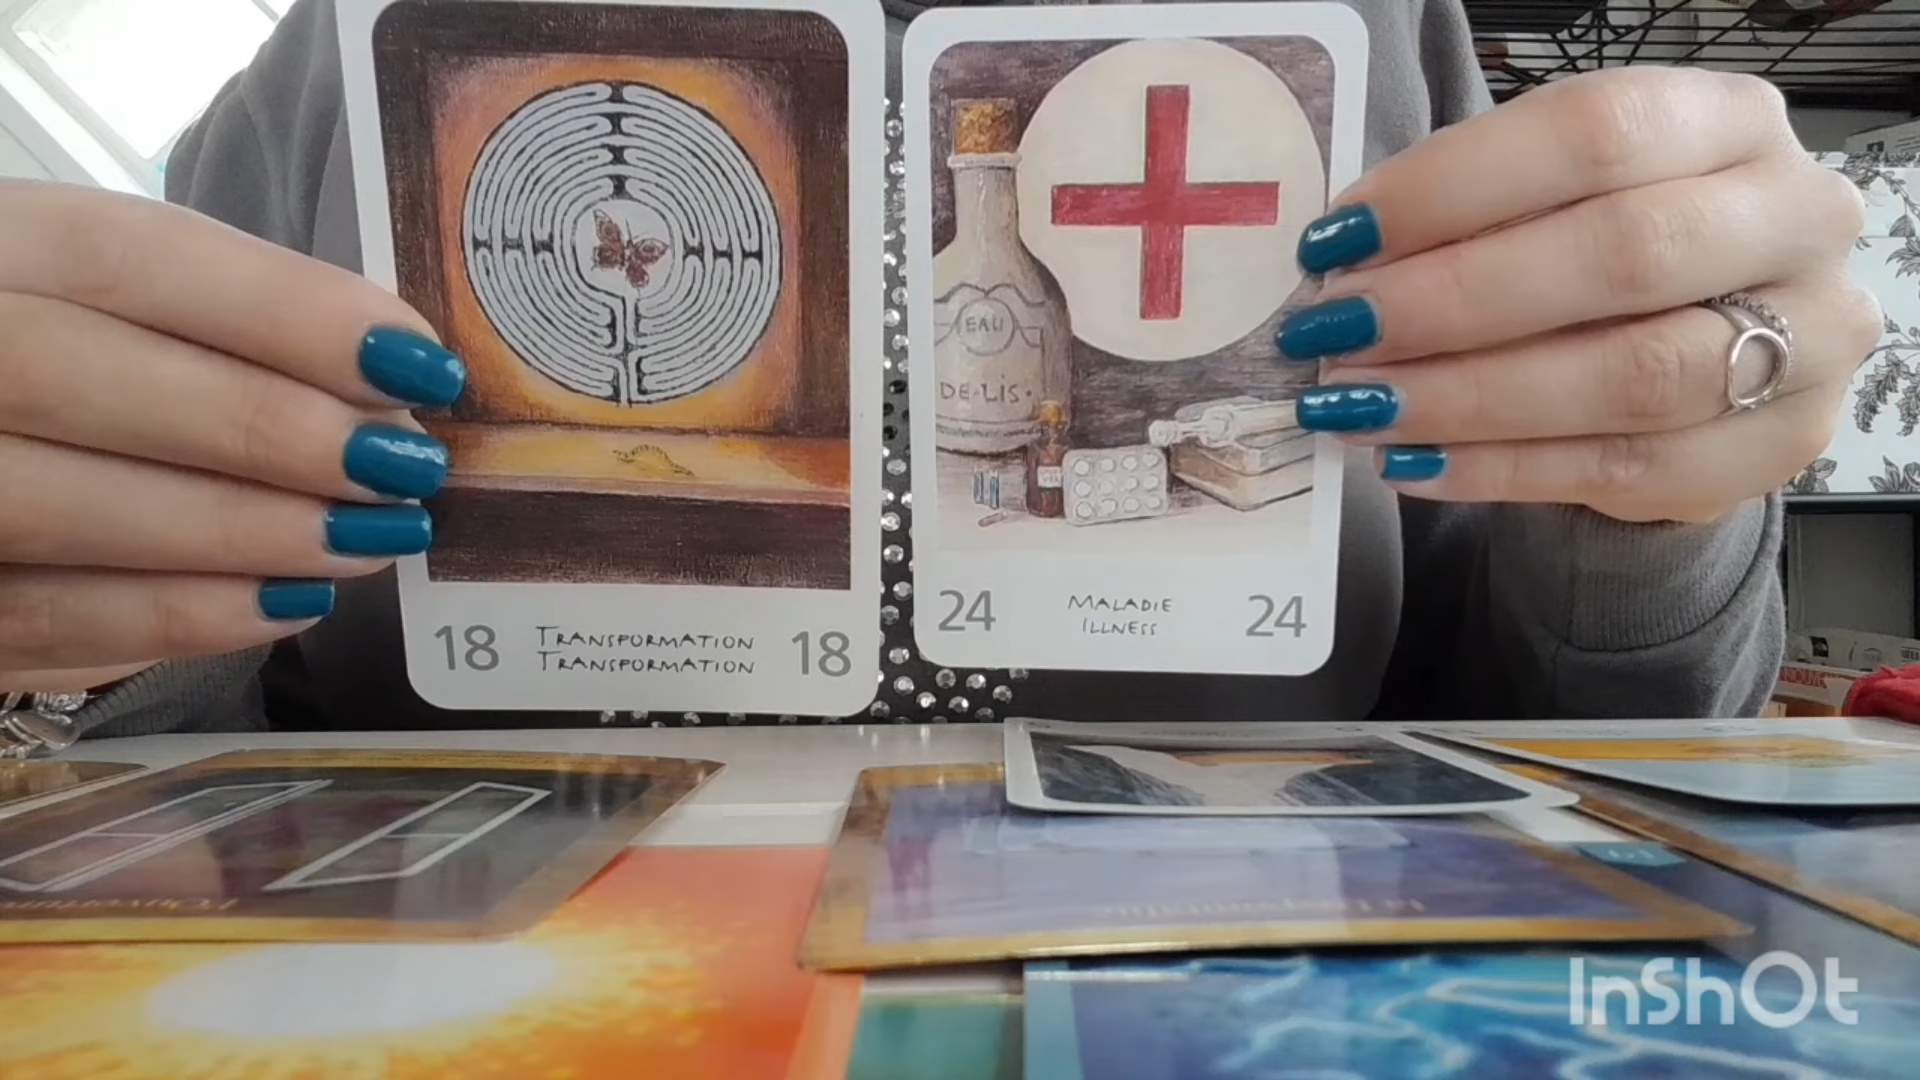 EAU
DE·LIS·
18 TRANSFORMATION 18
TRANSFORMATION
24 MALADIE 24
ILLNESS
InShOt